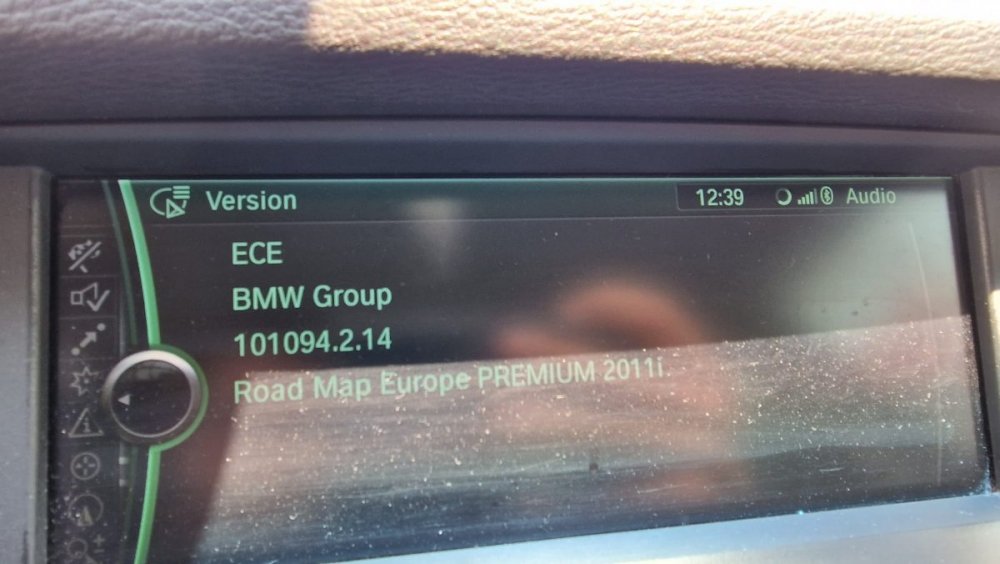 Version
12:39 Audio
ECE
BMW Group
101094.2.14
Road Map Europe PREMIUM 2011i